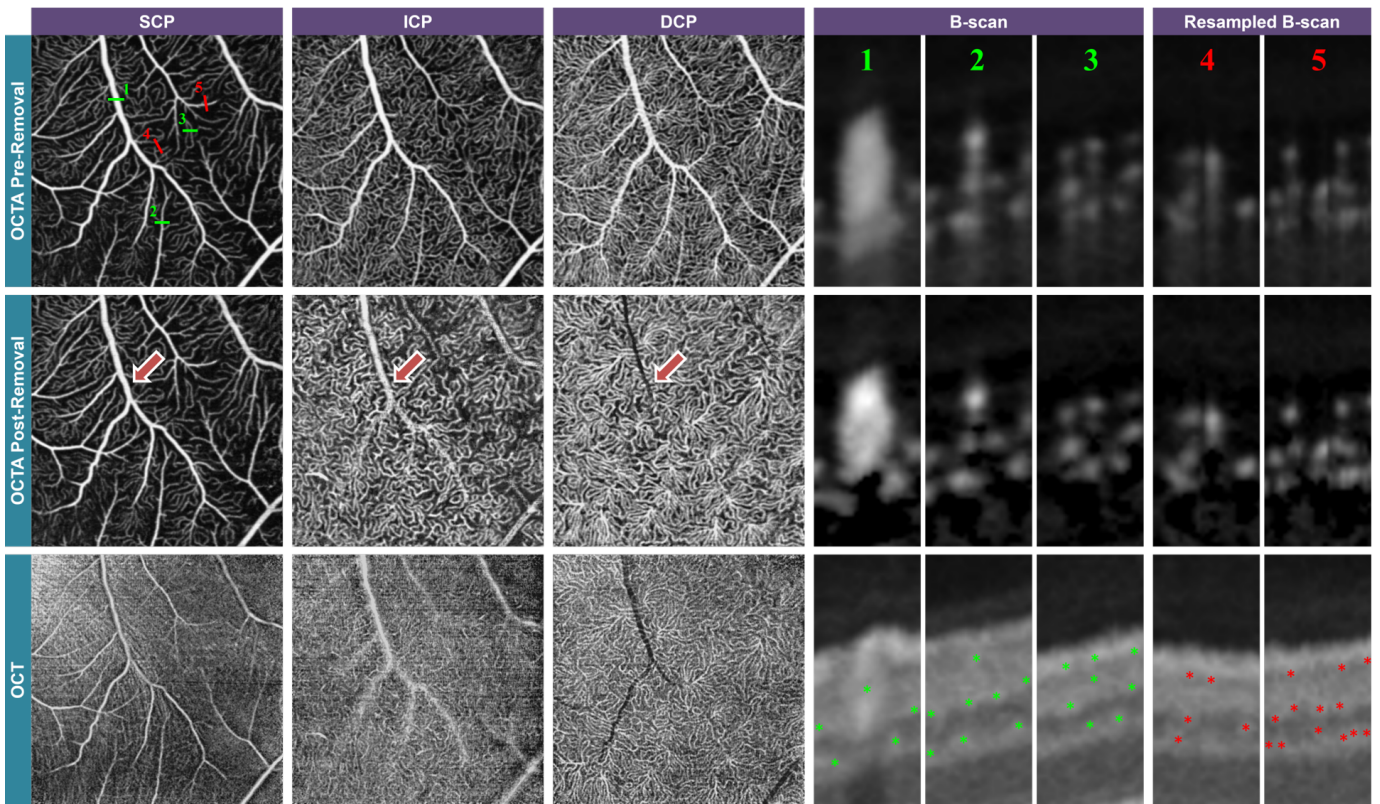 SCP ICP DCP B-scan Resampled B-scan
OCTA Pre-Removal
1 2 3 4 5
1
5
3
4
2
OCTA Post-Removal
OCT